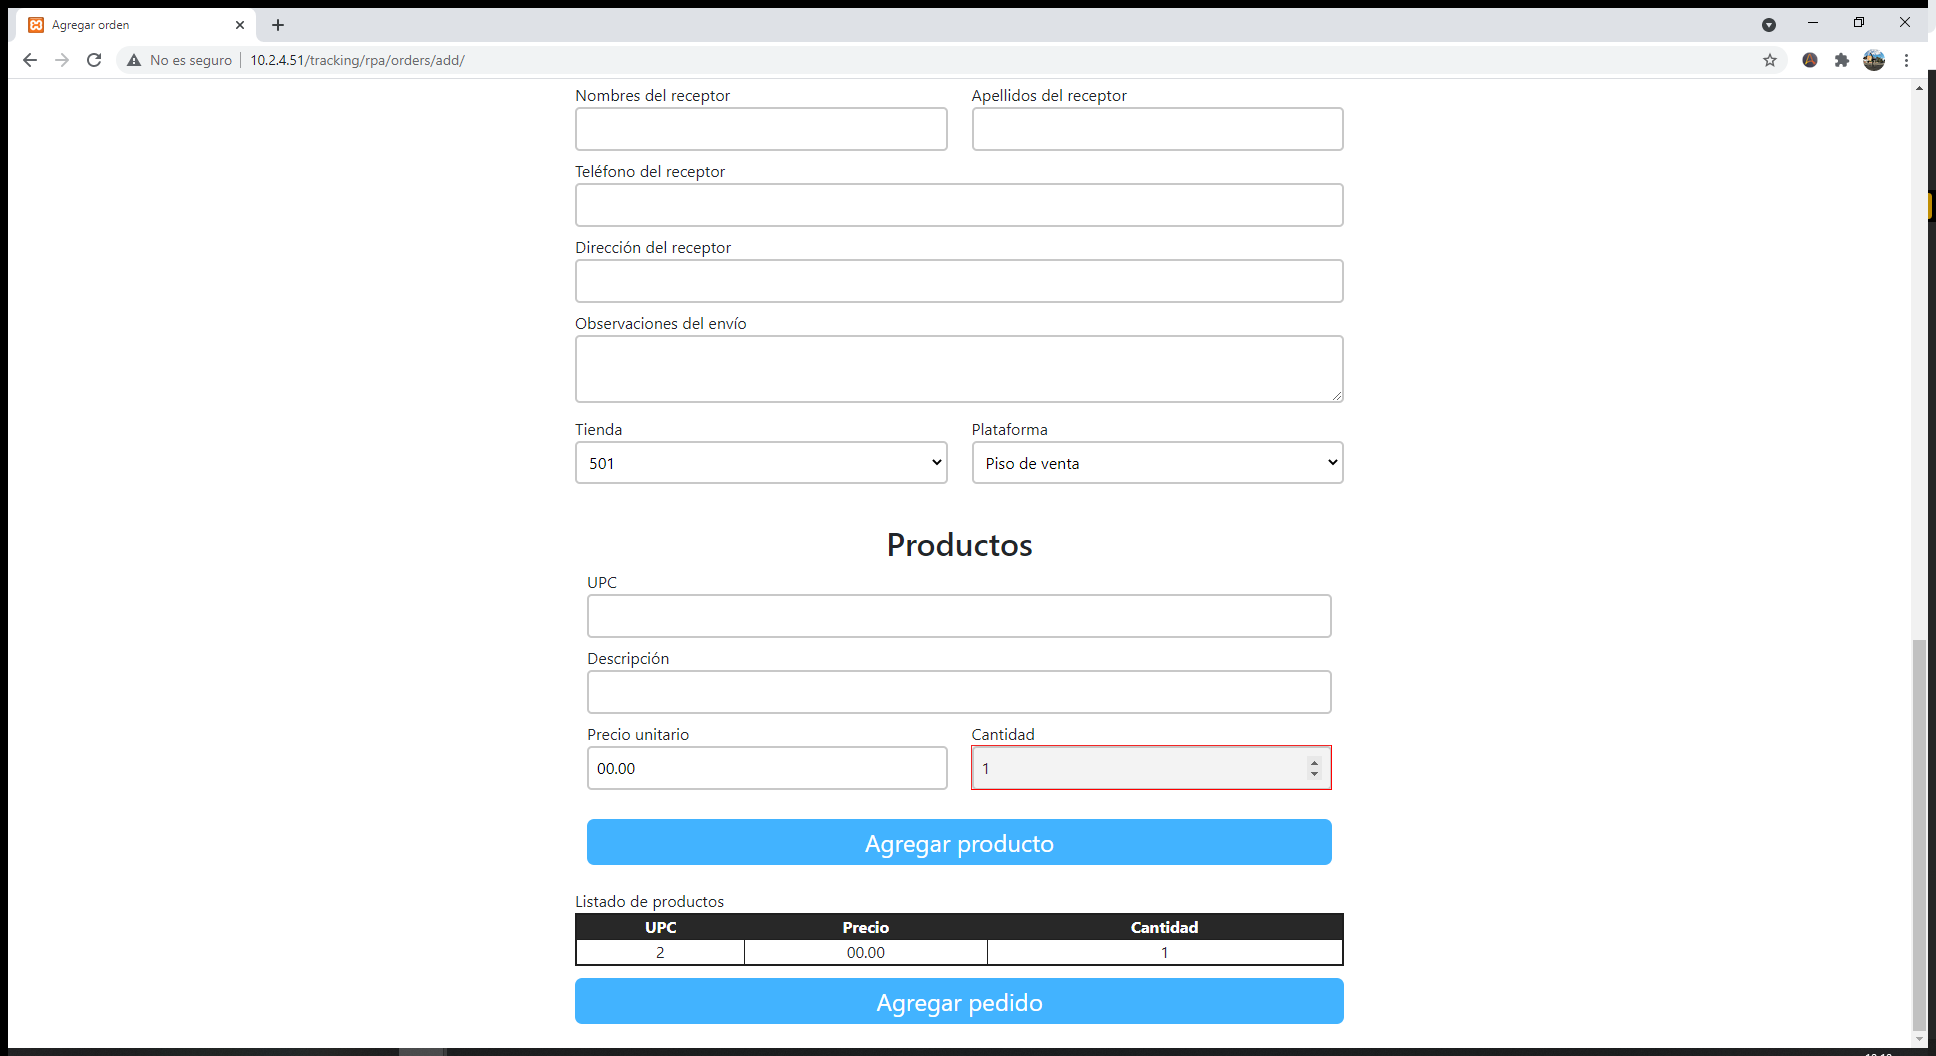 Agregar orden
No es seguro | 10.2.4.51/tracking/rpa/orders/add/
Nombres del receptor Apellidos del receptor
Teléfono del receptor
Dirección del receptor
Observaciones del envío
Tienda Plataforma
501 Piso de venta
Productos
UPC
Descripción
Precio unitario Cantidad
00.00 1
Agregar producto
Listado de productos
UPC Precio Cantidad
2 00.00 1
Agregar pedido